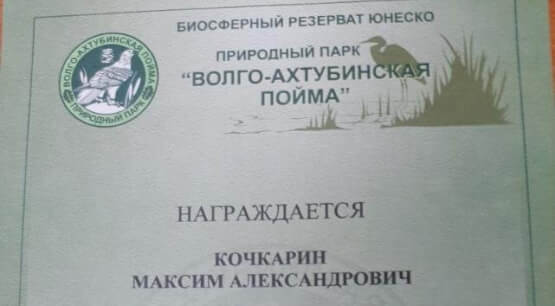 БИОСФЕРНЫЙ РЕЗЕРВАТ ЮНЕСКО
ПРИРОДНЫЙ ПАРК
“ВОЛГО-АХТУБИНСКАЯ
ПОЙМА”
ВОЛГО-АХТУБИНСКАЯ ПОЙМА
ПРИРОДНЫЙ ПАРК
НАГРАЖДАЕТСЯ
КОЧКАРИН
МАКСИМ АЛЕКСАНДРОВИЧ